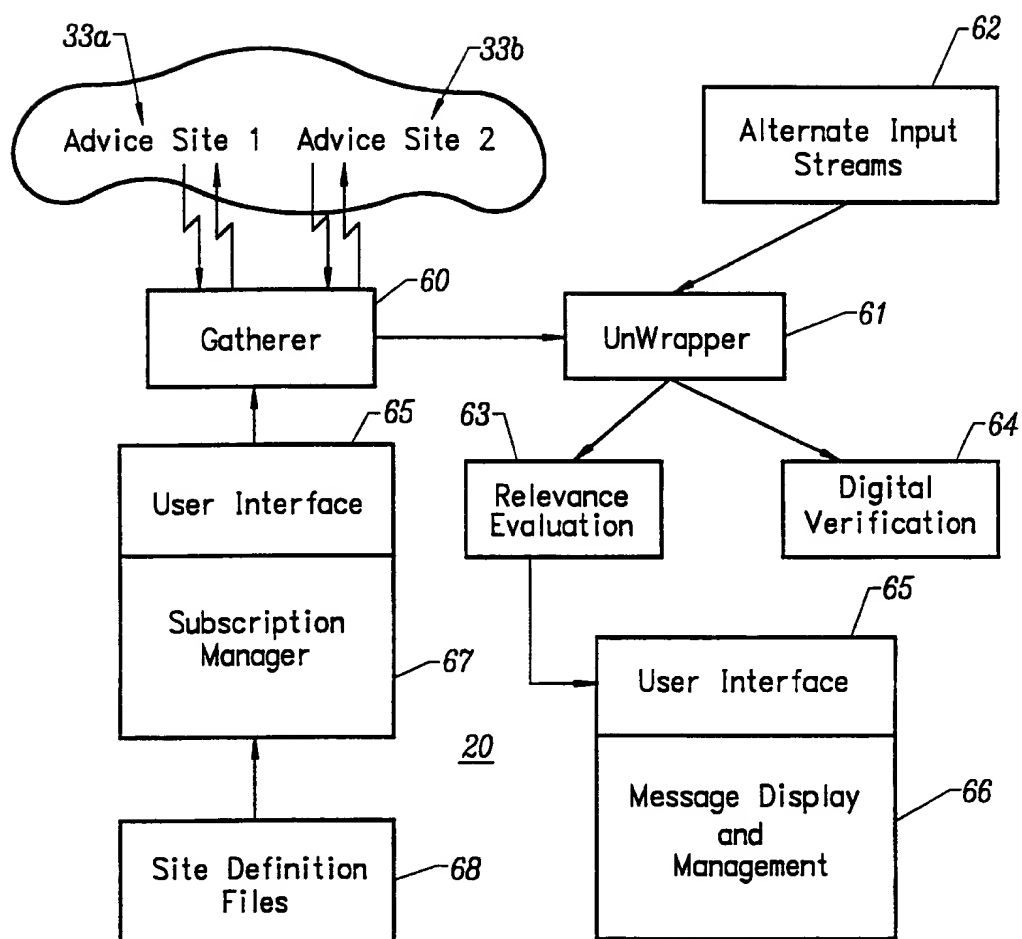 33a
33b
62
Advice Site 1
Advice Site 2
Alternate Input
Streams
60
Gatherer
61
UnWrapper
65
63
64
User Interface
Relevance
Evaluation
Digital
Verification
Subscription
Manager
67
65
User Interface
20
Message Display
and
Management
66
Site Definition
Files
68